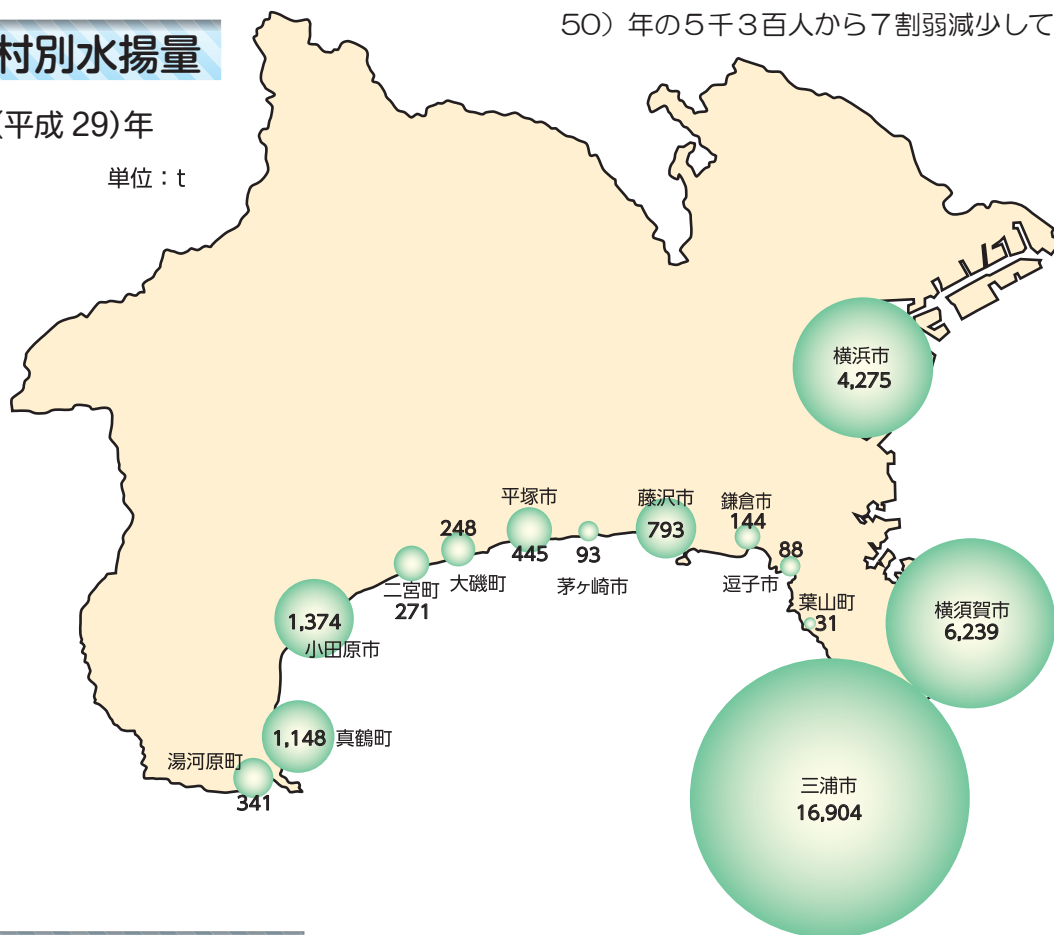 50）年の５千３百人から７割弱減少して
村別水揚量
(平成 29)年
単位：t
横浜市
4,275
平塚市
445
藤沢市
793
鎌倉市
144
248
大磯町
93
茅ヶ崎市
88
逗子市
二宮町
271
葉山町
31
横須賀市
6,239
1,374
小田原市
1,148
真鶴町
湯河原町
341
三浦市
16,904